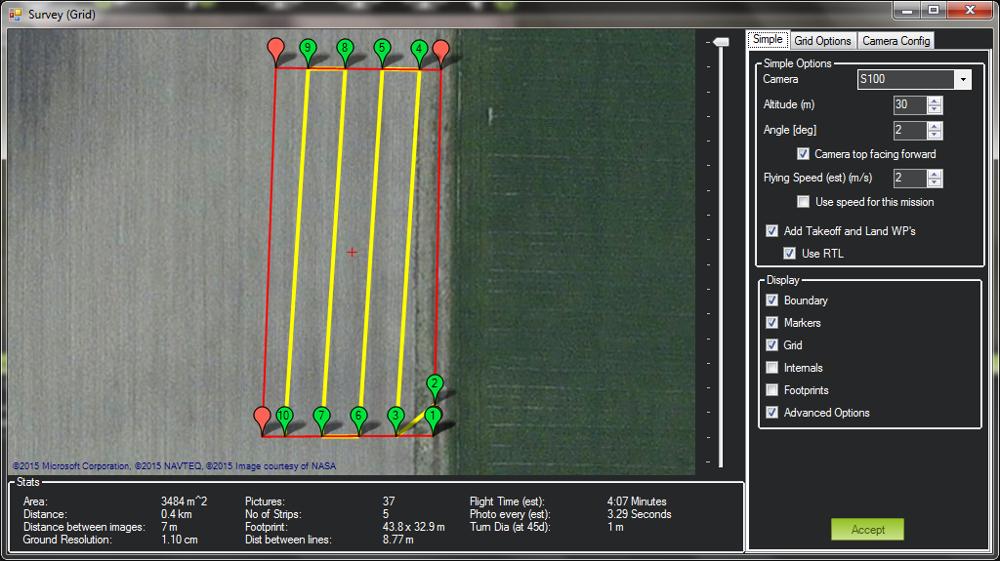 Survey (Grid)
9 8 5 4
2
10 7 6 3 1
©2015 Microsoft Corporation, ©2015 NAVTEQ, ©2015 Image courtesy of NASA
Simple Grid Options Camera Config
Simple Options
Camera S100
Altitude (m) 30
Angle [deg] 2
Camera top facing forward
Flying Speed (est) (m/s) 2
Use speed for this mission
Add Takeoff and Land WP's
Use RTL
Display
Boundary
Markers
Grid
Internals
Footprints
Advanced Options
Accept
Stats
Area: 3484 m^2 Pictures: 37 Flight Time (est): 4:07 Minutes
Distance: 0.4 km No of Strips: 5 Photo every (est): 3.29 Seconds
Distance between images: 7 m Footprint: 43.8 x 32.9 m Turn Dia (at 45d): 1 m
Ground Resolution: 1.10 cm Dist between lines: 8.77 m